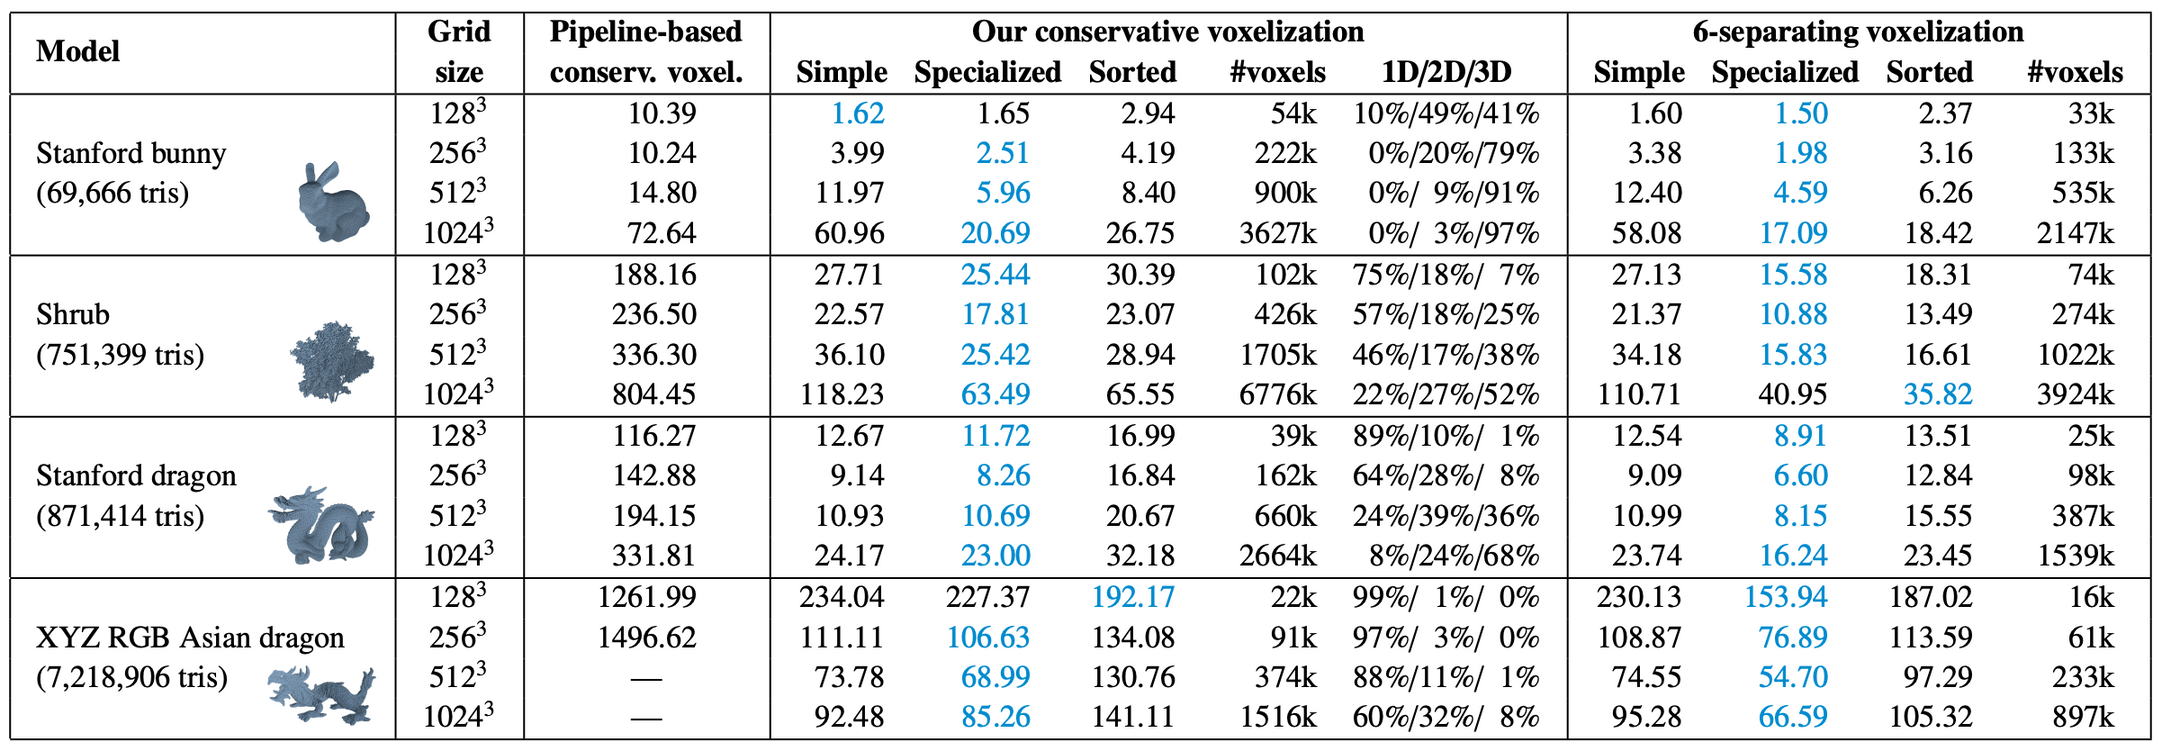 Model Grid size Pipeline-based conserv. voxel. Our conservative voxelization 6-separating voxelization
Simple Specialized Sorted #voxels 1D/2D/3D Simple Specialized Sorted #voxels
128³ 10.39 1.62 1.65 2.94 54k 10%/49%/41% 1.60 1.50 2.37 33k
Stanford bunny 256³ 10.24 3.99 2.51 4.19 222k 0%/20%/79% 3.38 1.98 3.16 133k
(69,666 tris) 512³ 14.80 11.97 5.96 8.40 900k 0%/ 9%/91% 12.40 4.59 6.26 535k
1024³ 72.64 60.96 20.69 26.75 3627k 0%/ 3%/97% 58.08 17.09 18.42 2147k
128³ 188.16 27.71 25.44 30.39 102k 75%/18%/ 7% 27.13 15.58 18.31 74k
Shrub 256³ 236.50 22.57 17.81 23.07 426k 57%/18%/25% 21.37 10.88 13.49 274k
(751,399 tris) 512³ 336.30 36.10 25.42 28.94 1705k 46%/17%/38% 34.18 15.83 16.61 1022k
1024³ 804.45 118.23 63.49 65.55 6776k 22%/27%/52% 110.71 40.95 35.82 3924k
128³ 116.27 12.67 11.72 16.99 39k 89%/10%/ 1% 12.54 8.91 13.51 25k
Stanford dragon 256³ 142.88 9.14 8.26 16.84 162k 64%/28%/ 8% 9.09 6.60 12.84 98k
(871,414 tris) 512³ 194.15 10.93 10.69 20.67 660k 24%/39%/36% 10.99 8.15 15.55 387k
1024³ 331.81 24.17 23.00 32.18 2664k 8%/24%/68% 23.74 16.24 23.45 1539k
128³ 1261.99 234.04 227.37 192.17 22k 99%/ 1%/ 0% 230.13 153.94 187.02 16k
XYZ RGB Asian dragon 256³ 1496.62 111.11 106.63 134.08 91k 97%/ 3%/ 0% 108.87 76.89 113.59 61k
(7,218,906 tris) 512³ — 73.78 68.99 130.76 374k 88%/11%/ 1% 74.55 54.70 97.29 233k
1024³ — 92.48 85.26 141.11 1516k 60%/32%/ 8% 95.28 66.59 105.32 897k